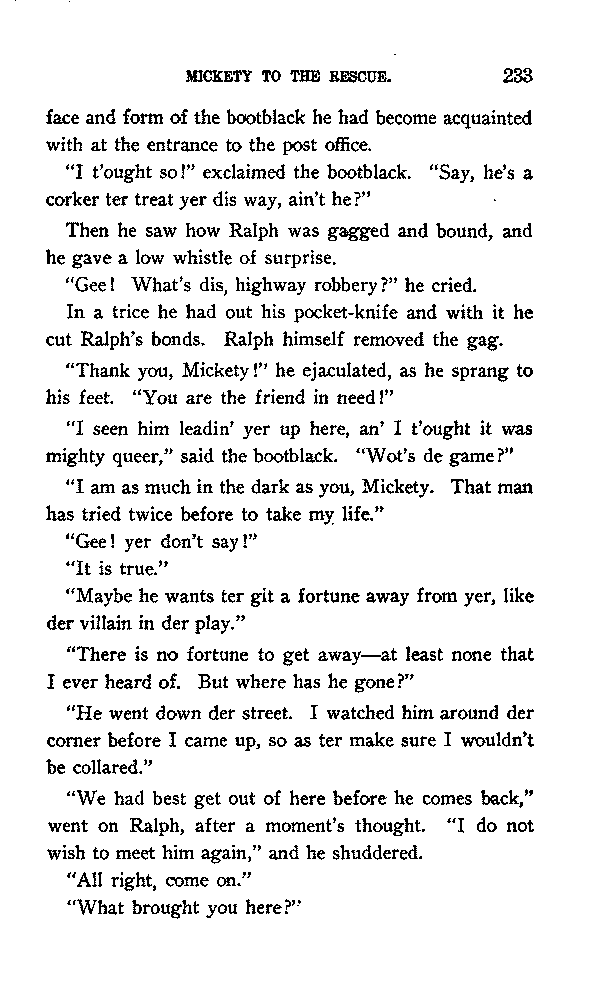 MICKETY TO THE RESCUE. 233
face and form of the bootblack he had become acquainted
with at the entrance to the post office.
"I t'ought so!" exclaimed the bootblack. "Say, he's a
corker ter treat yer dis way, ain't he?"
Then he saw how Ralph was gagged and bound, and
he gave a low whistle of surprise.
"Gee! What's dis, highway robbery?" he cried.
In a trice he had out his pocket-knife and with it he
cut Ralph's bonds. Ralph himself removed the gag.
"Thank you, Mickety!" he ejaculated, as he sprang to
his feet. "You are the friend in need!"
"I seen him leadin' yer up here, an' I t'ought it was
mighty queer," said the bootblack. "Wot's de game?"
"I am as much in the dark as you, Mickety. That man
has tried twice before to take my life."
"Gee! yer don't say!"
"It is true."
"Maybe he wants ter git a fortune away from yer, like
der villain in der play."
"There is no fortune to get away—at least none that
I ever heard of. But where has he gone?"
"He went down der street. I watched him around der
corner before I came up, so as ter make sure I wouldn't
be collared."
"We had best get out of here before he comes back,"
went on Ralph, after a moment's thought. "I do not
wish to meet him again," and he shuddered.
"All right, come on."
"What brought you here?"